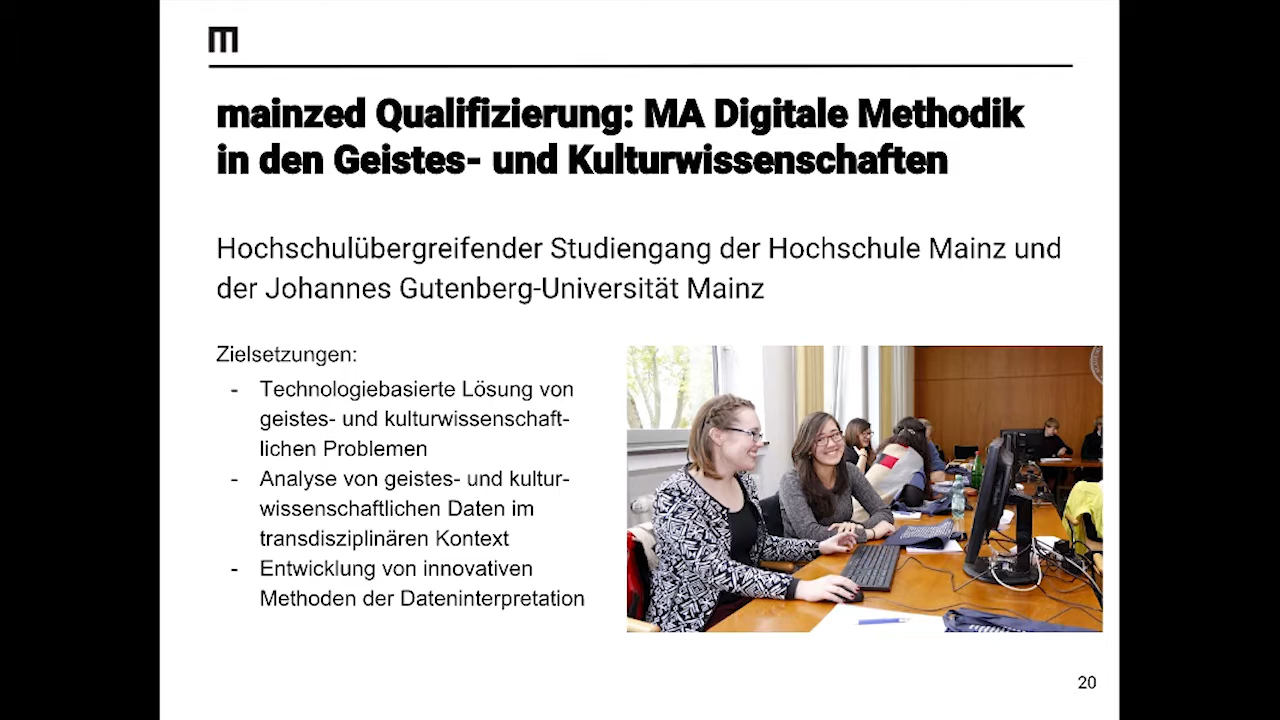 m
mainzed Qualifizierung: MA Digitale Methodik
in den Geistes- und Kulturwissenschaften
Hochschulübergreifender Studiengang der Hochschule Mainz und
der Johannes Gutenberg-Universität Mainz
Zielsetzungen:
- Technologiebasierte Lösung von
geistes- und kulturwissenschaft-
lichen Problemen
- Analyse von geistes- und kultur-
wissenschaftlichen Daten im
transdisziplinären Kontext
- Entwicklung von innovativen
Methoden der Dateninterpretation
20